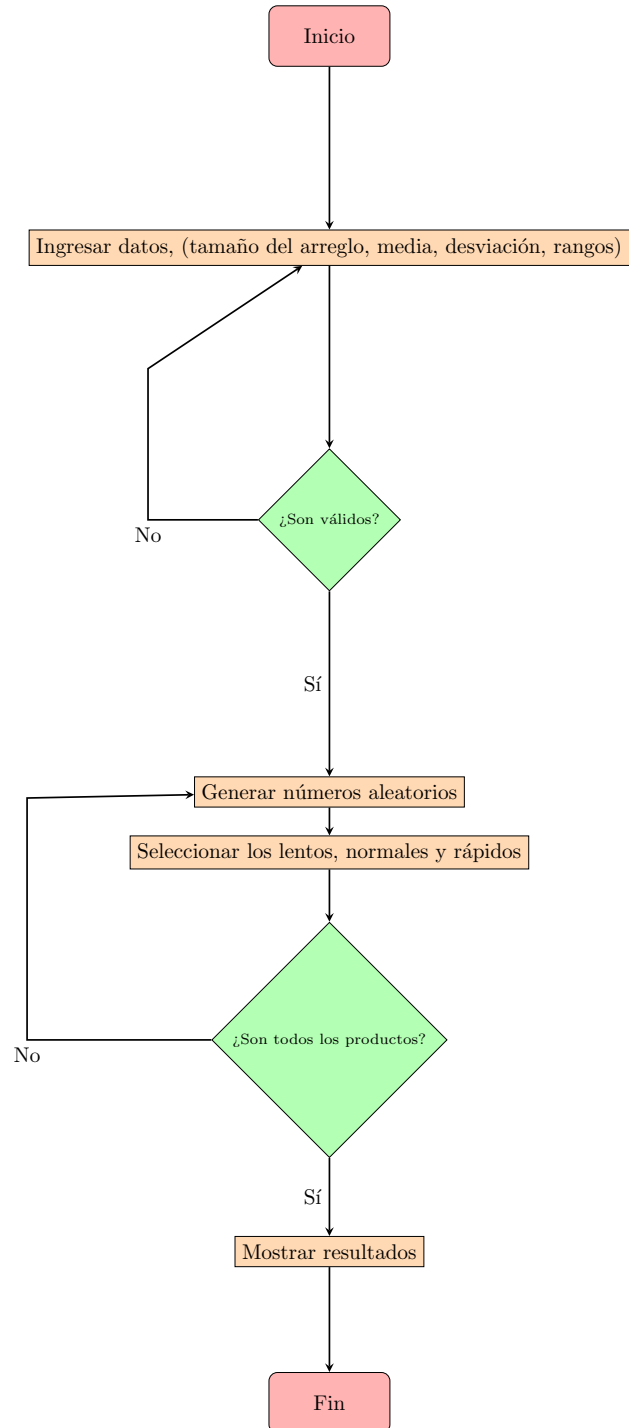 Inicio
Ingresar datos, (tamaño del arreglo, media, desviación, rangos)
¿Son válidos?
No
Sí
Generar números aleatorios
Seleccionar los lentos, normales y rápidos
¿Son todos los productos?
No
Sí
Mostrar resultados
Fin